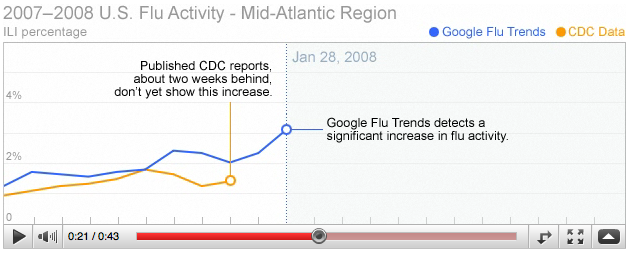 2007–2008 U.S. Flu Activity - Mid-Atlantic Region
ILI percentage
Google Flu Trends
CDC Data
Jan 28, 2008
Published CDC reports,
about two weeks behind,
don't yet show this increase.
4%
Google Flu Trends detects a
significant increase in flu activity.
2%
0
0:21 / 0:43